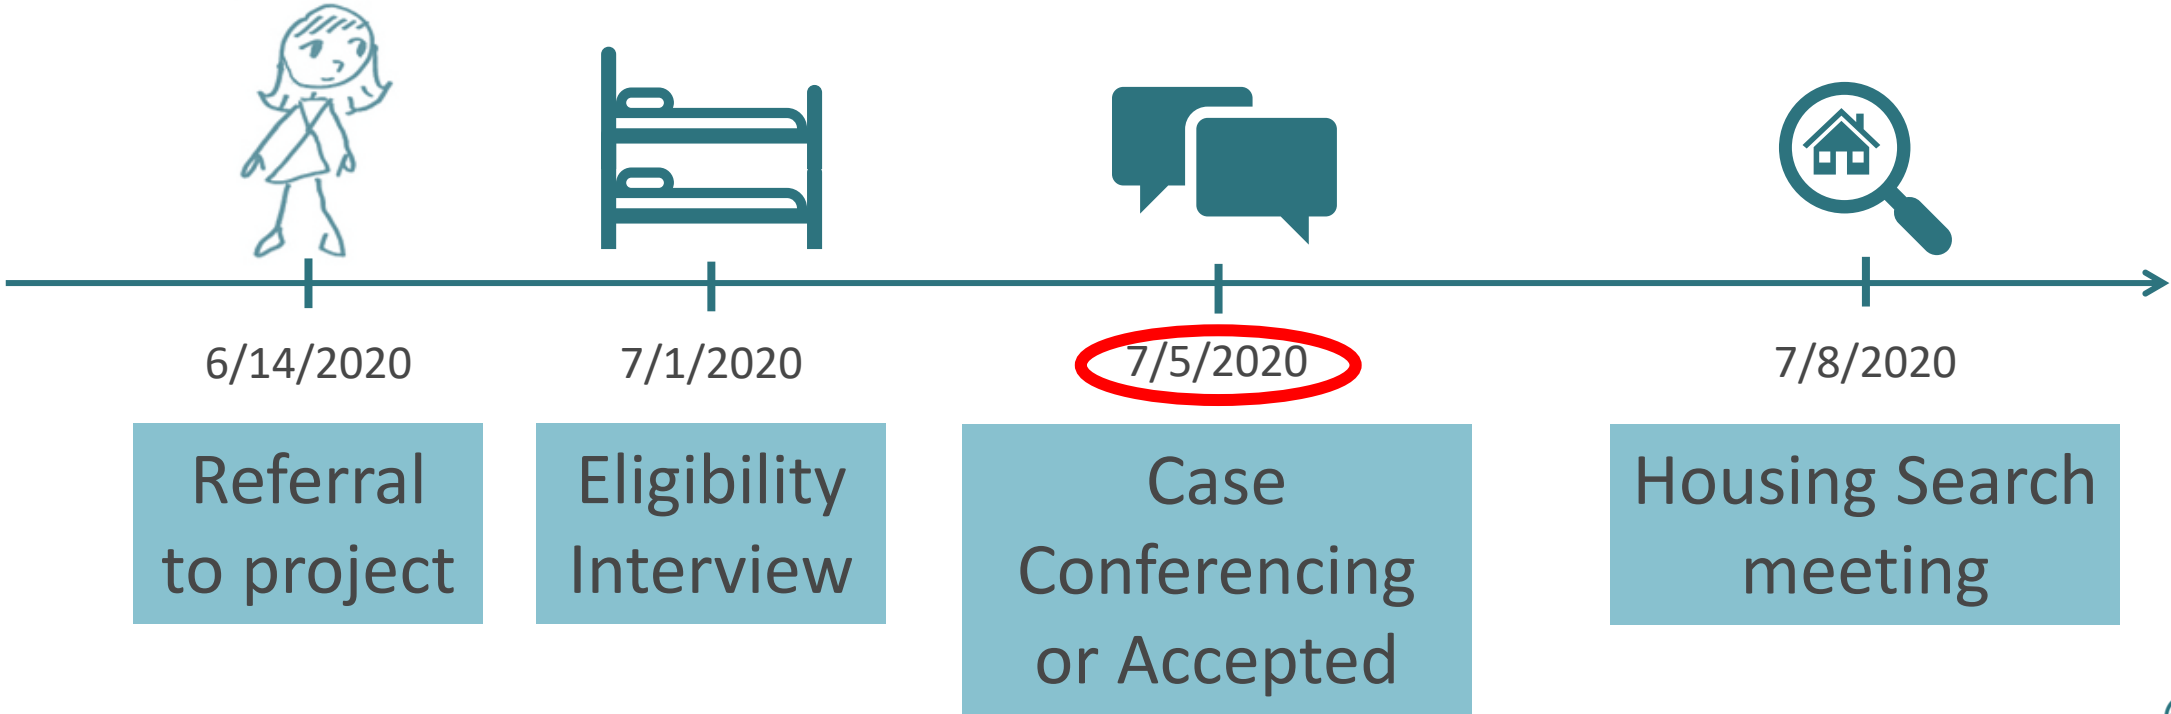 6/14/2020
7/1/2020
7/5/2020
7/8/2020
Referral
to project
Eligibility
Interview
Case
Conferencing
or Accepted
Housing Search
meeting